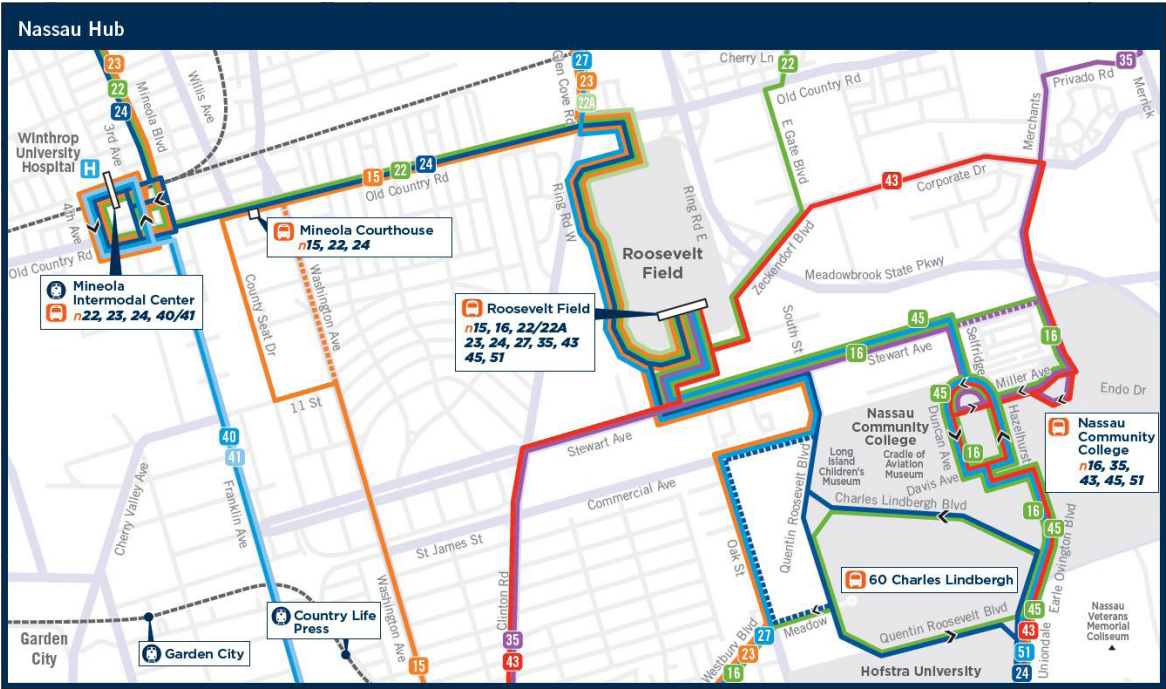 Nassau Hub
23
22
24
Mineola Blvd
3rd Ave
Willis Ave
27
23
22A
Glen Cove Rd
Cherry Ln
22
Old Country Rd
35
Privado Rd
Merrick
Merchants
Winthrop
University
Hospital
H
4th Ave
Old Country Rd
15
22
24
Old Country Rd
Mineola Courthouse
n15, 22, 24
Mineola
Intermodal Center
n22, 23, 24, 40/41
County Seat Dr
Washington Ave
11 St
Ring Rd W
Ring Rd E
E Gate Blvd
43
Corporate Dr
Zeckendorf Blvd
Meadowbrook State Pkwy
Roosevelt
Field
Roosevelt Field
n15, 16, 22/22A
23, 24, 27, 35, 43
45, 51
South St
45
16
Stewart Ave
Selfridge
16
Miller Ave
Endo Dr
45
Duncan Ave
Hazelhurst
16
Davis Ave
Nassau
Community
College
Long
Island
Children's
Museum
Cradle of
Aviation
Museum
Nassau
Community
College
n16, 35,
43, 45, 51
Stewart Ave
Commercial Ave
St James St
Cherry Valley Ave
40
41
Franklin Ave
Washington Ave
15
Clinton Rd
35
43
Oak St
Quentin Roosevelt Blvd
Charles Lindbergh Blvd
16
45
Earle Ovington Blvd
60 Charles Lindbergh
Quentin Roosevelt Blvd
Meadow
Westbury Blvd
27
23
16
45
43
51
24
Uniondale
Nassau
Veterans
Memorial
Coliseum
Hofstra University
Country Life
Press
Garden City
Garden
City